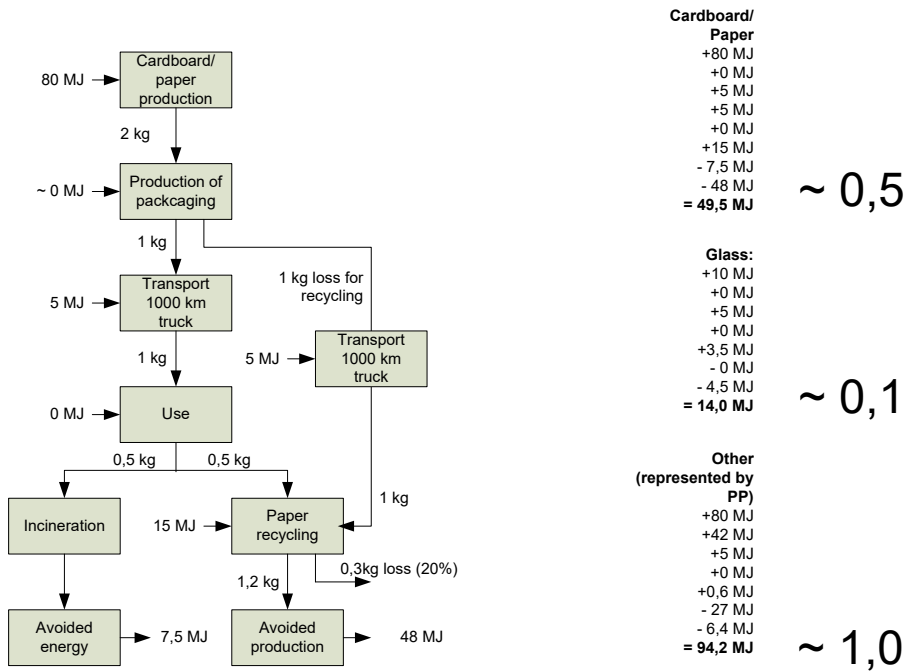 Cardboard/
paper
production
80 MJ
2 kg
Production of
packcaging
~ 0 MJ
1 kg
1 kg loss for
recycling
Transport
1000 km
truck
5 MJ
Transport
1000 km
truck
5 MJ
1 kg
Use
0 MJ
0,5 kg
0,5 kg
1 kg
Incineration
15 MJ
Paper
recycling
0,3kg loss (20%)
1,2 kg
Avoided
energy
7,5 MJ
Avoided
production
48 MJ
Cardboard/
Paper
+80 MJ
+0 MJ
+5 MJ
+5 MJ
+0 MJ
+15 MJ
- 7,5 MJ
- 48 MJ
= 49,5 MJ
~ 0,5
Glass:
+10 MJ
+0 MJ
+5 MJ
+0 MJ
+3,5 MJ
- 0 MJ
- 4,5 MJ
= 14,0 MJ
~ 0,1
Other
(represented by
PP)
+80 MJ
+42 MJ
+5 MJ
+0 MJ
+0,6 MJ
- 27 MJ
- 6,4 MJ
= 94,2 MJ
~ 1,0